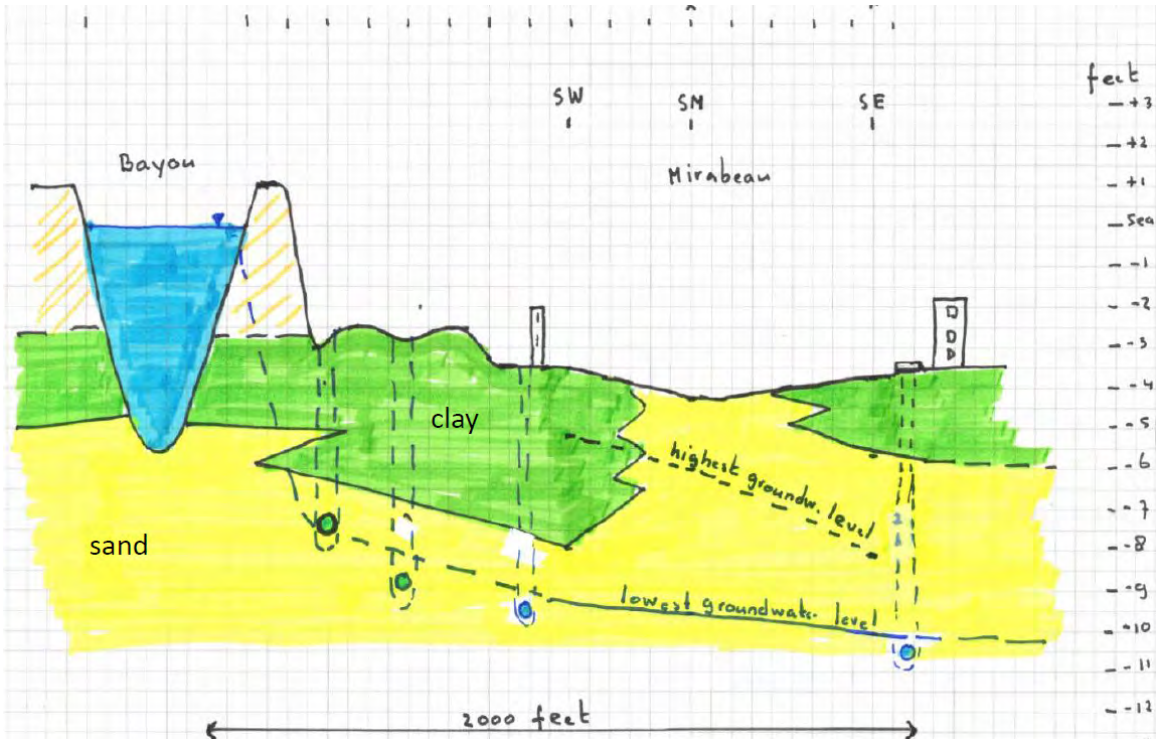 feet
+3
SW SM SE
+2
Bayou
Mirabeau
+1
Sea
-1
-2
-3
-4
clay
-5
highest groundw. level
-6
-7
sand
-8
-9
lowest groundwater level
-10
-11
2000 feet
-12